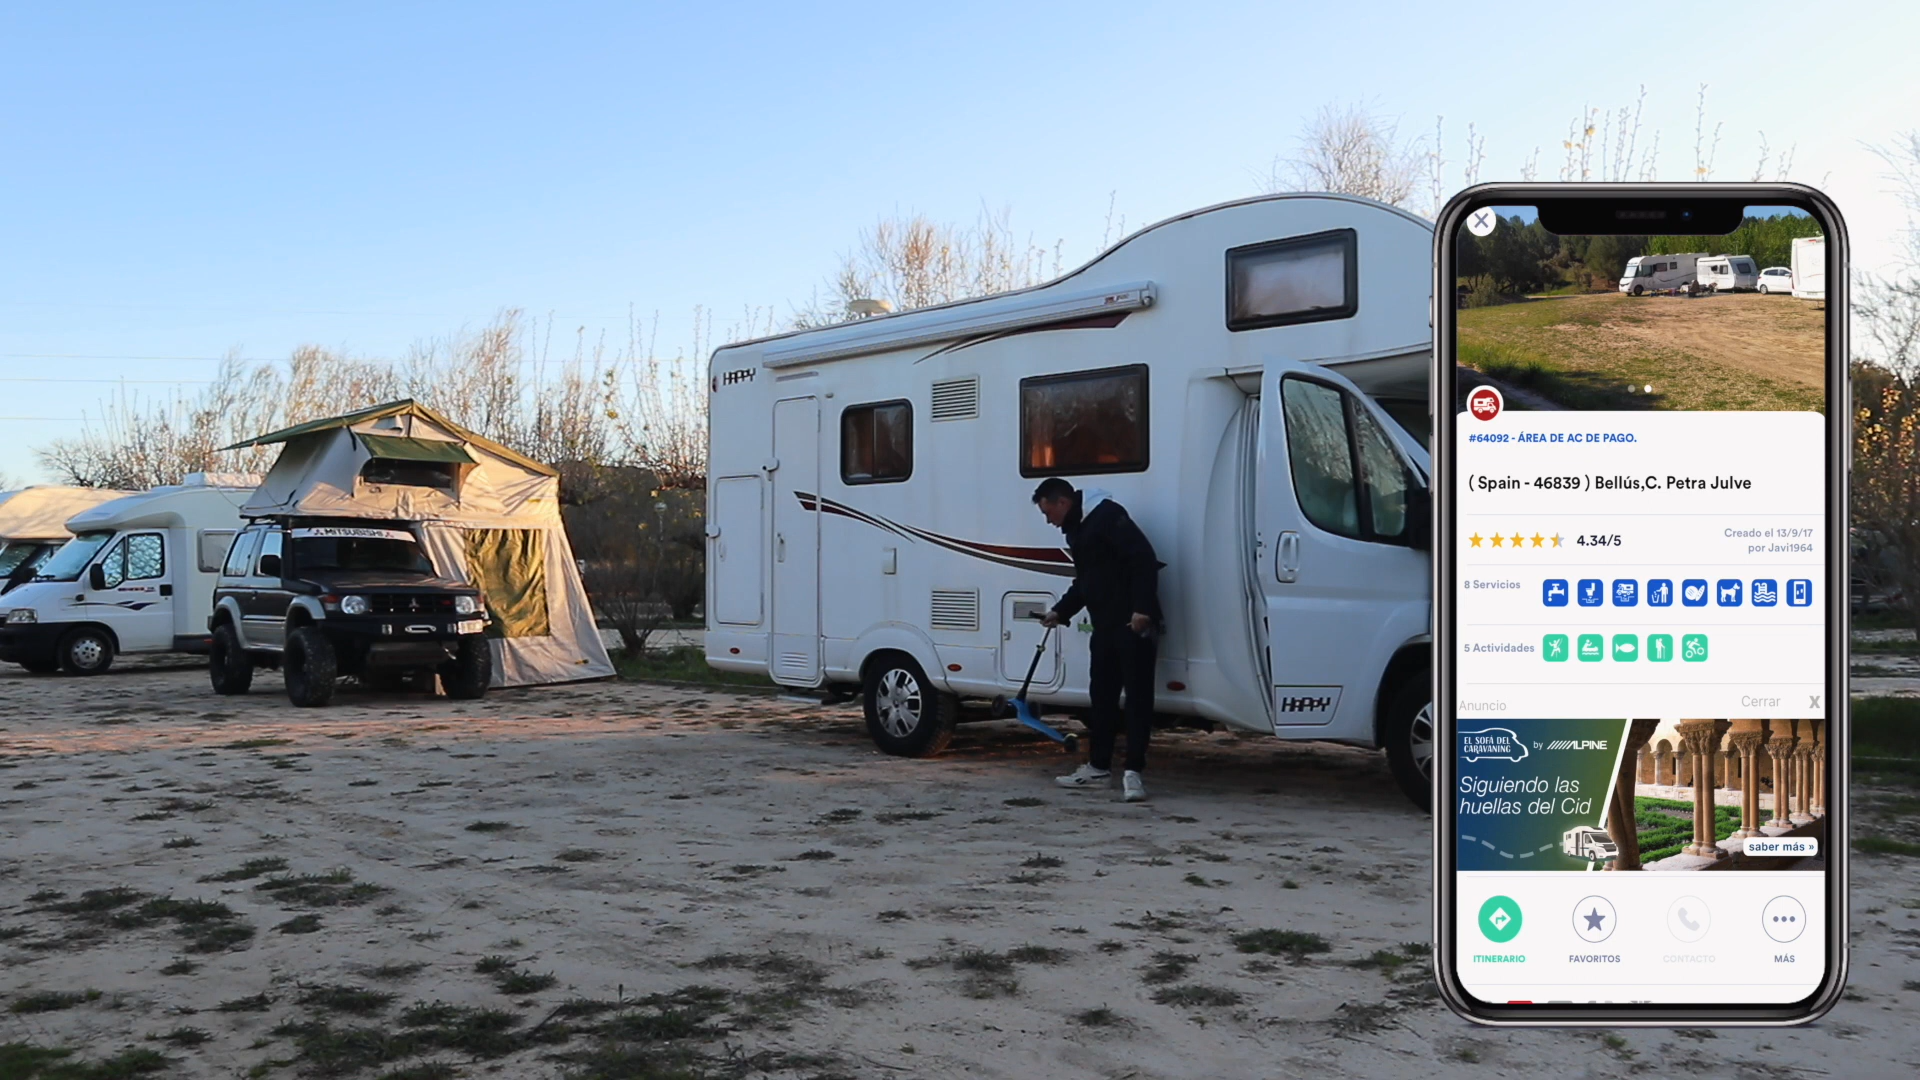 MITSUBISHI
HAPPY
HAPPY
#64092 - ÁREA DE AC DE PAGO.
( Spain - 46839 ) Bellús,C. Petra Julve
4.34/5
Creado el 13/9/17
por Javi1964
8 Servicios
5 Actividades
Anuncio
Cerrar X
EL SOFÁ DEL
CARAVANING
by ALPINE
Siguiendo las
huellas del Cid
saber más »
ITINERARIO
FAVORITOS
CONTACTO
MÁS